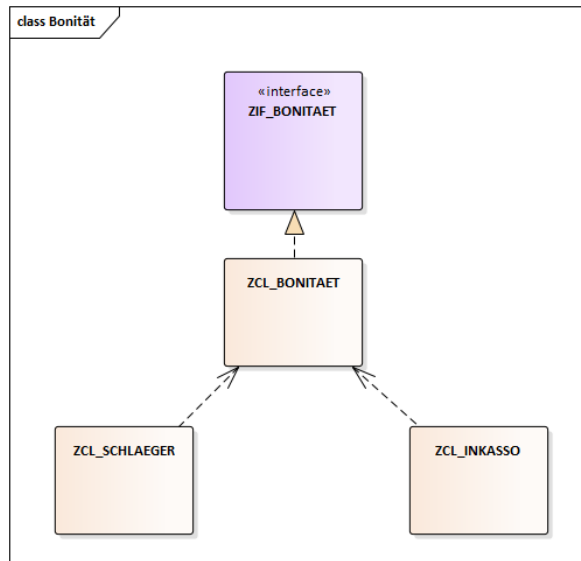 class Bonität
«interface»
ZIF_BONITAET
ZCL_BONITAET
ZCL_SCHLAEGER
ZCL_INKASSO